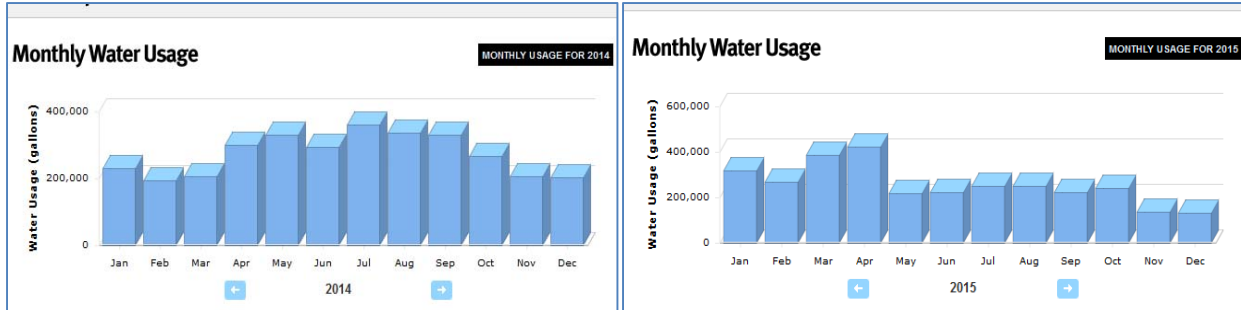 Monthly Water Usage
MONTHLY USAGE FOR 2014
Water Usage (gallons)
400,000
200,000
0
Jan Feb Mar Apr May Jun Jul Aug Sep Oct Nov Dec
2014
Monthly Water Usage
MONTHLY USAGE FOR 2015
Water Usage (gallons)
600,000
400,000
200,000
0
Jan Feb Mar Apr May Jun Jul Aug Sep Oct Nov Dec
2015